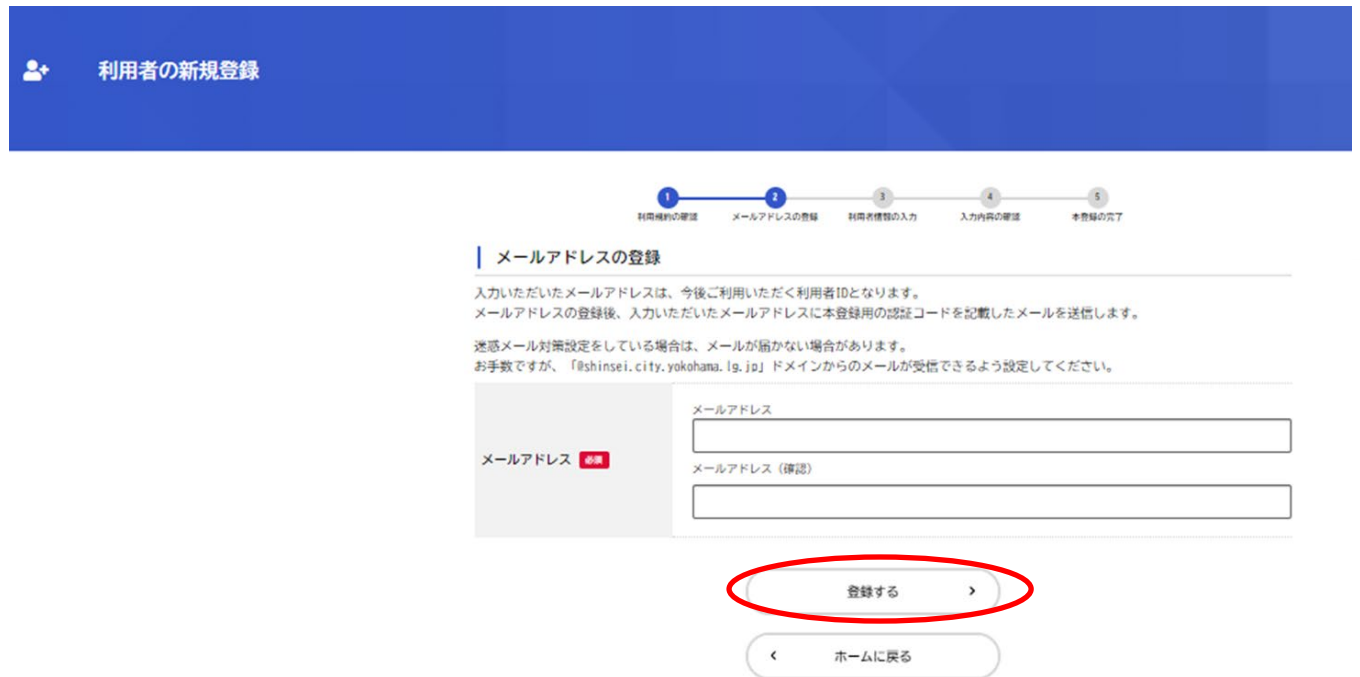 利用者の新規登録
1 2 3 4 5
利用規約の確認 メールアドレスの登録 利用者情報の入力 入力内容の確認 本登録の完了
メールアドレスの登録
入力いただいたメールアドレスは、今後ご利用いただく利用者IDとなります。
メールアドレスの登録後、入力いただいたメールアドレスに本登録用の認証コードを記載したメールを送信します。
迷惑メール対策設定をしている場合は、メールが届かない場合があります。
お手数ですが、「@shinsei.city.yokohama.lg.jp」ドメインからのメールが受信できるよう設定してください。
メールアドレス
メールアドレス 必須
メールアドレス（確認）
登録する
ホームに戻る